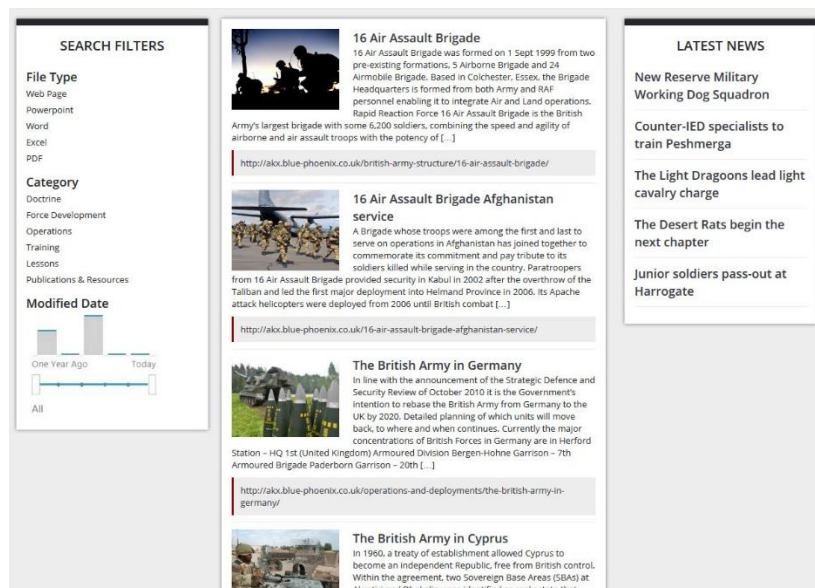 SEARCH FILTERS
File Type
Web Page
Powerpoint
Word
Excel
PDF
Category
Doctrine
Force Development
Operations
Training
Lessons
Publications & Resources
Modified Date
One Year Ago Today
All
16 Air Assault Brigade
16 Air Assault Brigade was formed on 1 Sept 1999 from two
pre-existing formations, 5 Airborne Brigade and 24
Airmobile Brigade. Based in Colchester, Essex, the Brigade
Headquarters is formed from both Army and RAF
personnel enabling it to integrate Air and Land operations.
Rapid Reaction Force 16 Air Assault Brigade is the British
Army's largest brigade with some 6,200 soldiers, combining the speed and agility of
airborne and air assault troops with the potency of [...]
http://akx.blue-phoenix.co.uk/british-army-structure/16-air-assault-brigade/
16 Air Assault Brigade Afghanistan
service
A Brigade whose troops were among the first and last to
serve on operations in Afghanistan has joined together to
commemorate its commitment and pay tribute to its
soldiers killed while serving in the country. Paratroopers
from 16 Air Assault Brigade provided security in Kabul in 2002 after the overthrow of the
Taliban and led the first major deployment into Helmand Province in 2006. Its Apache
attack helicopters were deployed from 2006 until British combat [...]
http://akx.blue-phoenix.co.uk/16-air-assault-brigade-afghanistan-service/
The British Army in Germany
In line with the announcement of the Strategic Defence and
Security Review of October 2010 it is the Government's
intention to rebase the British Army from Germany to the
UK by 2020. Detailed planning of which units will move
back, to where and when continues. Currently the major
concentrations of British Forces in Germany are in Herford
Station – HQ 1st (United Kingdom) Armoured Division Bergen-Hohne Garrison – 7th
Armoured Brigade Paderborn Garrison – 20th [...]
http://akx.blue-phoenix.co.uk/operations-and-deployments/the-british-army-in-
germany/
The British Army in Cyprus
In 1960, a treaty of establishment allowed Cyprus to
become an independent Republic, free from British control.
Within the agreement, two Sovereign Base Areas (SBAs) at
LATEST NEWS
New Reserve Military
Working Dog Squadron
Counter-IED specialists to
train Peshmerga
The Light Dragoons lead light
cavalry charge
The Desert Rats begin the
next chapter
Junior soldiers pass-out at
Harrogate